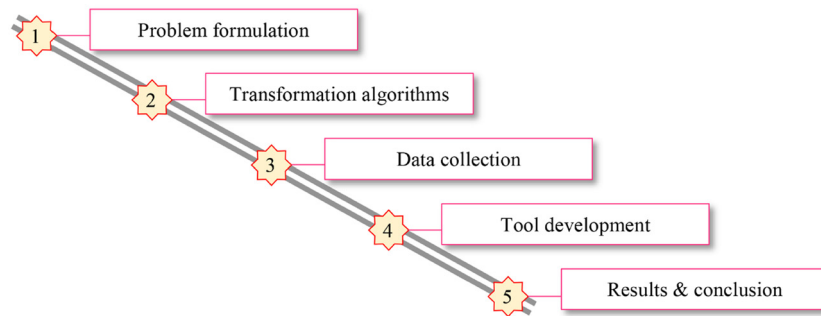 1 Problem formulation
2 Transformation algorithms
3 Data collection
4 Tool development
5 Results & conclusion